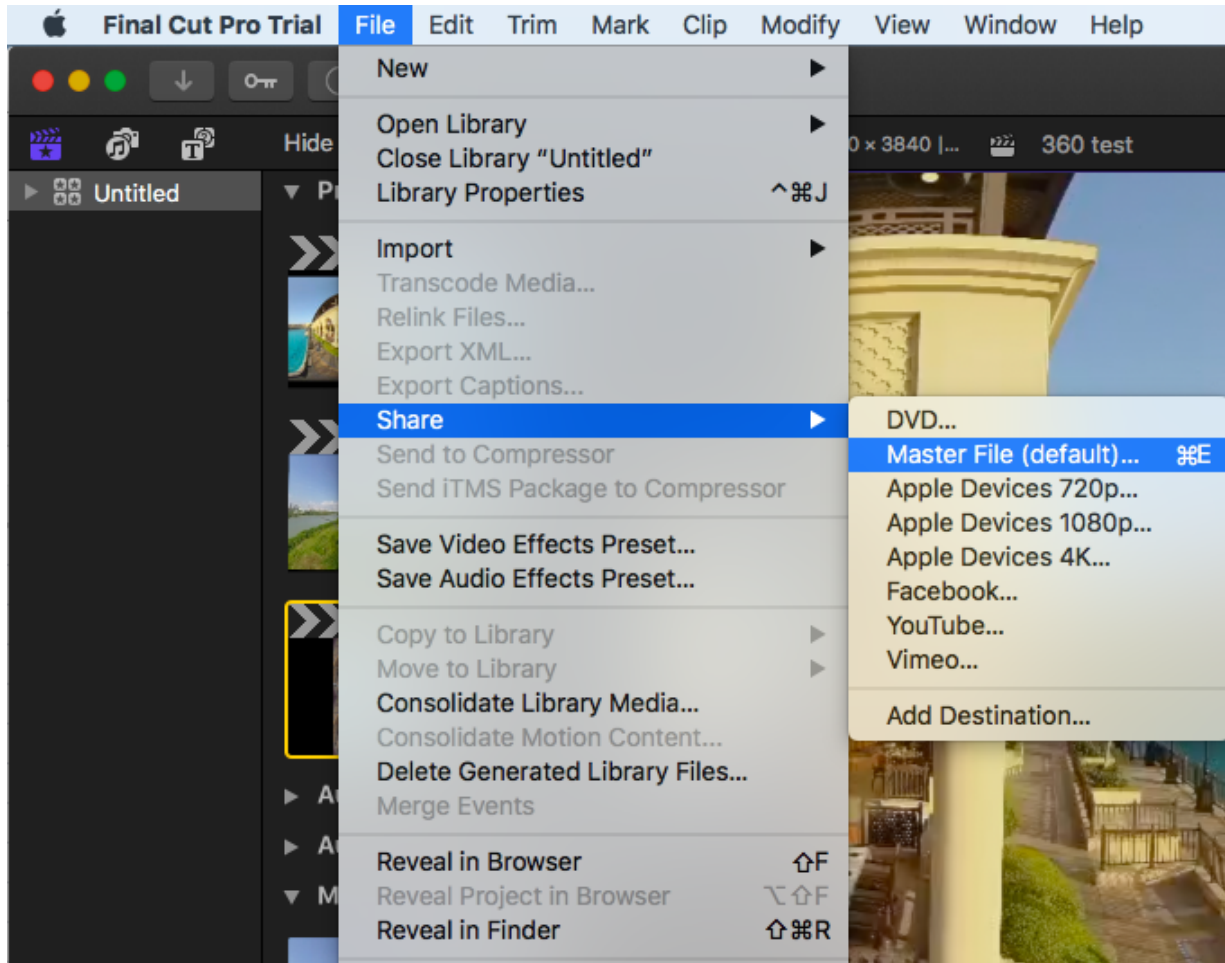 Final Cut Pro Trial File Edit Trim Mark Clip Modify View Window Help
New
Hide
0 × 3840 |... 360 test
Untitled
Open Library
Close Library “Untitled”
Library Properties ^⌘J
Import
Transcode Media...
Relink Files...
Export XML...
Export Captions...
Share
Send to Compressor
Send iTMS Package to Compressor
Save Video Effects Preset...
Save Audio Effects Preset...
Copy to Library
Move to Library
Consolidate Library Media...
Consolidate Motion Content...
Delete Generated Library Files...
Merge Events
Reveal in Browser ⇧F
Reveal Project in Browser ⌥⇧F
Reveal in Finder ⇧⌘R
DVD...
Master File (default)... ⌘E
Apple Devices 720p...
Apple Devices 1080p...
Apple Devices 4K...
Facebook...
YouTube...
Vimeo...
Add Destination...